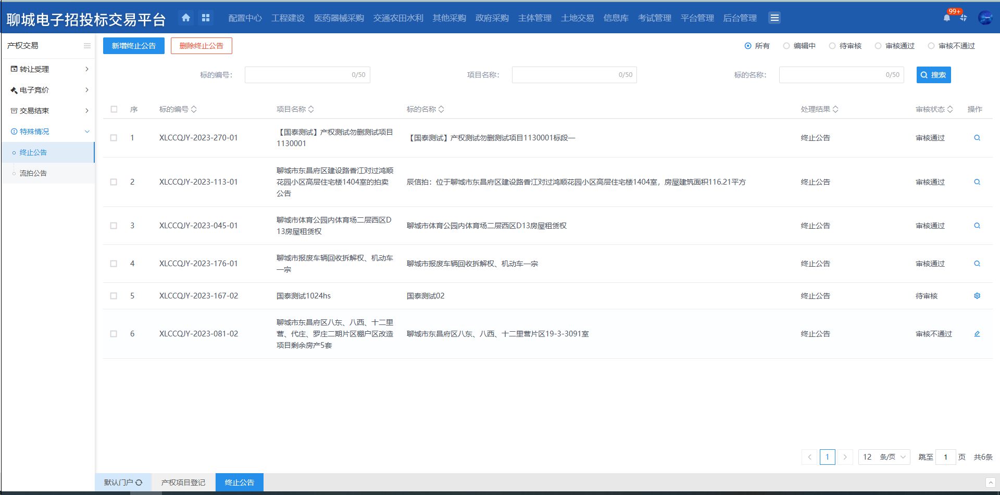 聊城电子招投标交易平台 配置中心 工程建设 医药器械采购 交通农田水利 其他采购 政府采购 主体管理 土地交易 信息库 考试管理 平台管理 后台管理 99+
产权交易
转让受理
电子竞价
交易结束
特殊情况
终止公告
流拍公告
新增终止公告 删除终止公告 所有 编辑中 待审核 审核通过 审核不通过
标的编号： 0/50 项目名称： 0/50 标的名称： 0/50 搜索
序 标的编号 项目名称 标的名称 处理结果 审核状态 操作
1 XLCCQJY-2023-270-01 【国泰测试】产权测试勿删测试项目 【国泰测试】产权测试勿删测试项目1130001标段一 终止公告 审核通过
1130001
2 XLCCQJY-2023-113-01 聊城市东昌府区建设路香江对过鸿顺 辰信拍：位于聊城市东昌府区建设路香江对过鸿顺花园小区高层住宅楼1404室，房屋建筑面积116.21平方 终止公告 审核通过
花园小区高层住宅楼1404室的拍卖
公告
3 XLCCQJY-2023-045-01 聊城市体育公园内体育场二层西区D 聊城市体育公园内体育场二层西区D13房屋租赁权 终止公告 审核通过
13房屋租赁权
4 XLCCQJY-2023-176-01 聊城市报废车辆回收拆解权、机动车 聊城市报废车辆回收拆解权、机动车一宗 终止公告 审核通过
一宗
5 XLCCQJY-2023-167-02 国泰测试1024hs 国泰测试02 终止公告 待审核
6 XLCCQJY-2023-081-02 聊城市东昌府区八东、八西、十二里 聊城市东昌府区八东、八西、十二里营片区19-3-3091室 终止公告 审核不通过
营、代庄、罗庄二期片区棚户区改造
项目剩余房产5套
1 12 条/页 跳至 1 页 共6条
默认门户 产权项目登记 终止公告